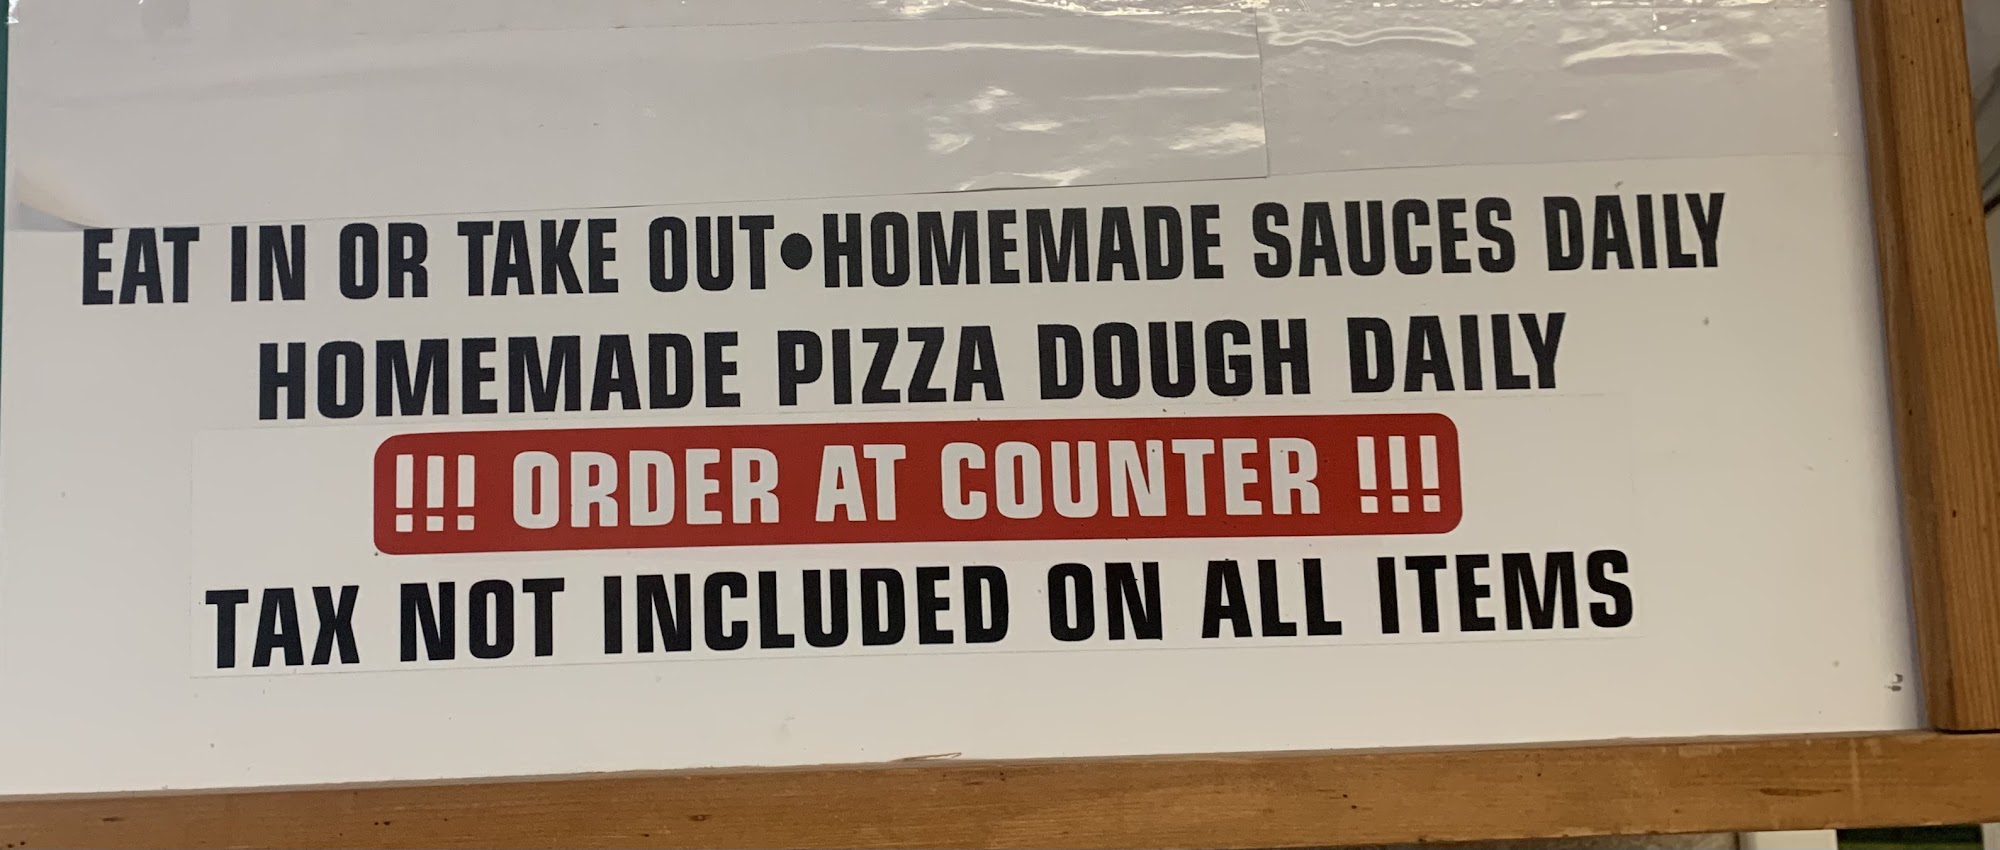 EAT IN OR TAKE OUT•HOMEMADE SAUCES DAILY
HOMEMADE PIZZA DOUGH DAILY
!!! ORDER AT COUNTER !!!
TAX NOT INCLUDED ON ALL ITEMS